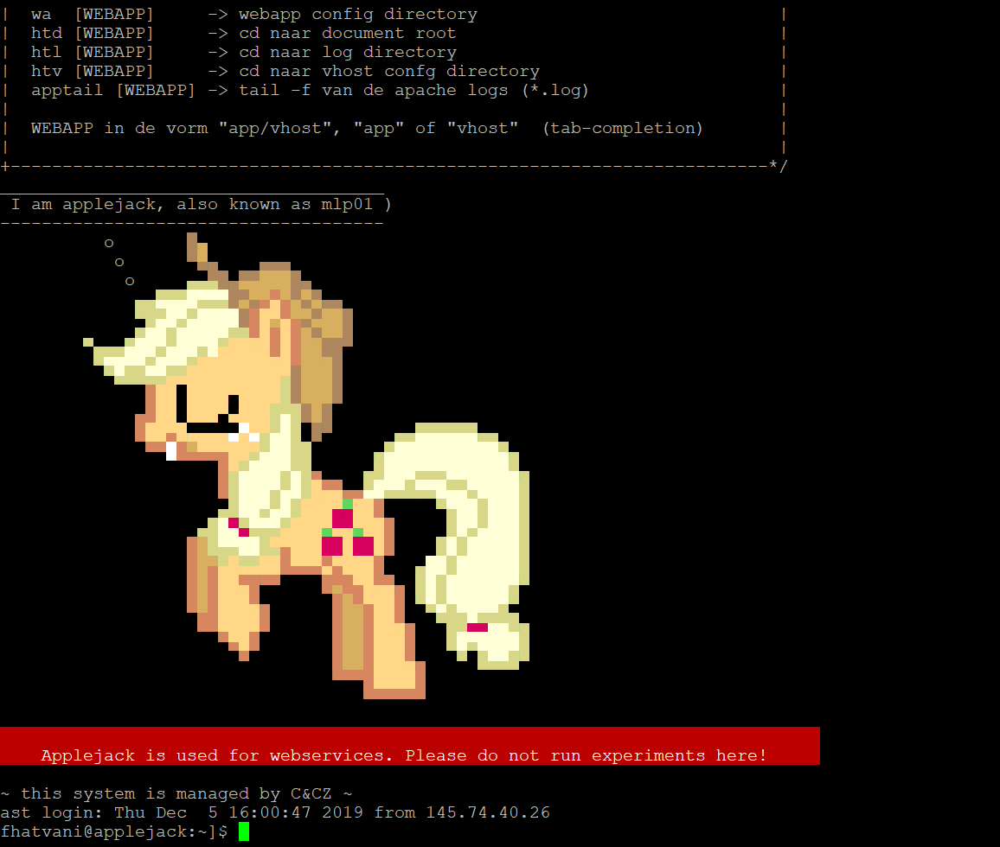 |  wa  [WEBAPP]     -> webapp config directory                             |
|  htd [WEBAPP]     -> cd naar document root                               |
|  htl [WEBAPP]     -> cd naar log directory                               |
|  htv [WEBAPP]     -> cd naar vhost confg directory                       |
|  apptail [WEBAPP] -> tail -f van de apache logs (*.log)                  |
|                                                                          |
|  WEBAPP in de vorm "app/vhost", "app" of "vhost"  (tab-completion)       |
|                                                                          |
+-------------------------------------------------------------------------*/
_____________________________________
 I am applejack, also known as mlp01 )
-------------------------------------
o
o
o
Applejack is used for webservices. Please do not run experiments here!
~ this system is managed by C&CZ ~
ast login: Thu Dec  5 16:00:47 2019 from 145.74.40.26
fhatvani@applejack:~]$